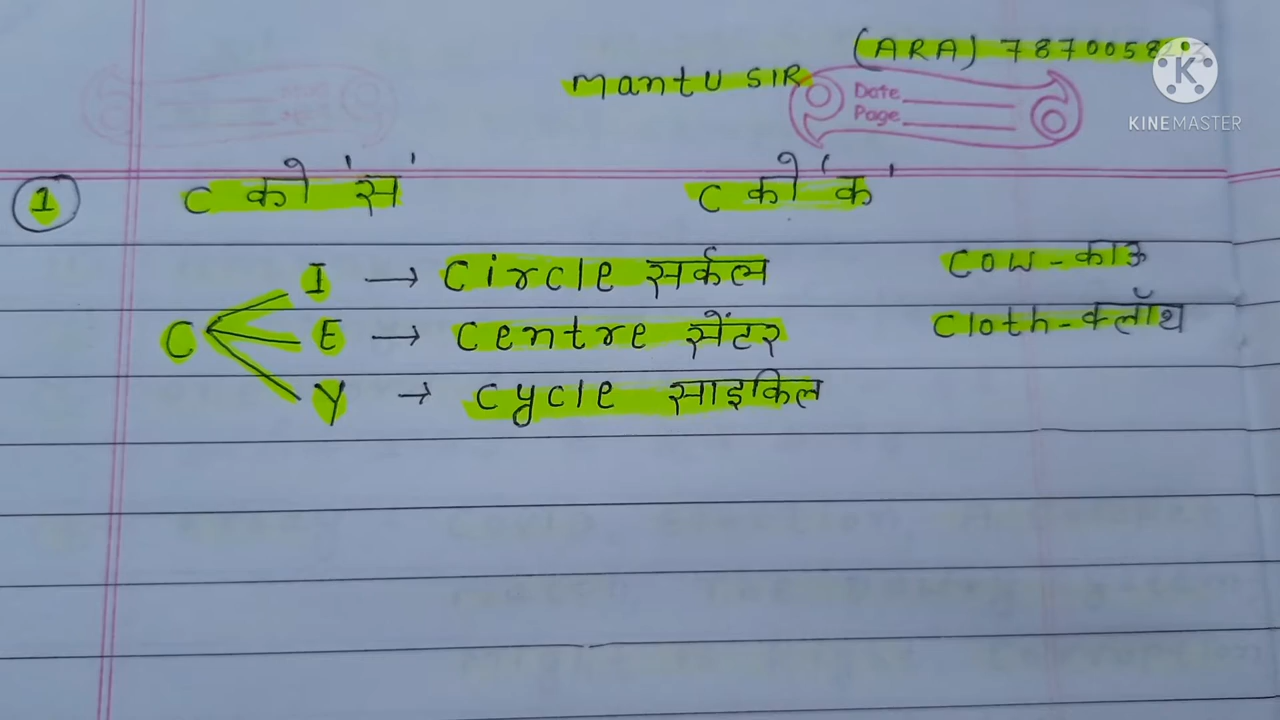 (ARA)
Mantu SIR
Date
Page
KINEMASTER
1 C को 'स' C को 'क'
I → Circle सर्कल Cow - काऊ
C E → Centre सेंटर Cloth - क्लॉथ
Y → Cycle साइकिल